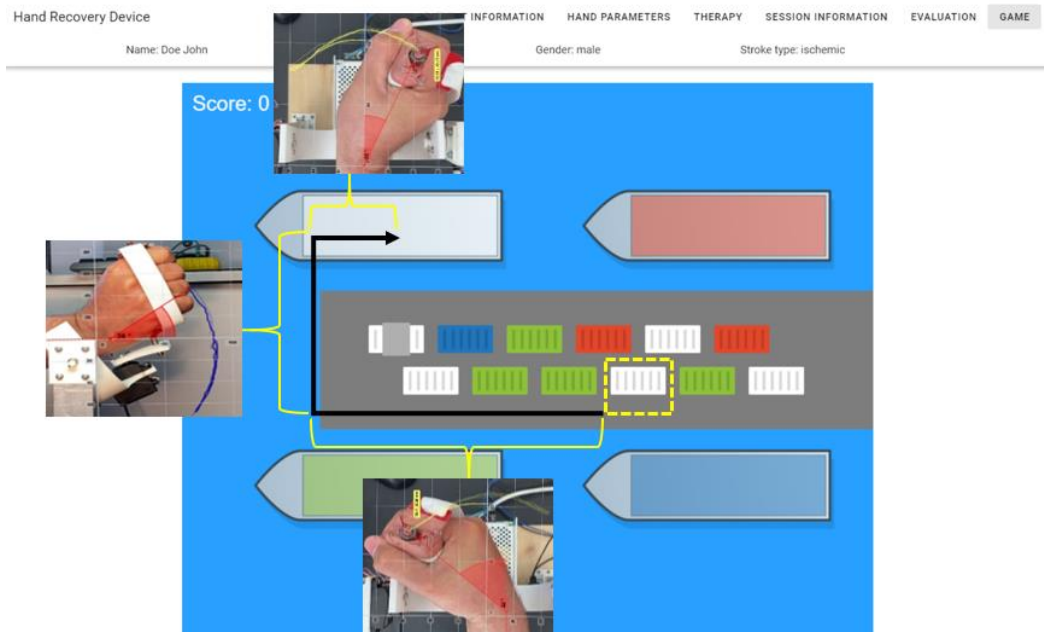 Hand Recovery Device
INFORMATION HAND PARAMETERS THERAPY SESSION INFORMATION EVALUATION GAME
Name: Doe John Gender: male Stroke type: ischemic
Score: 0